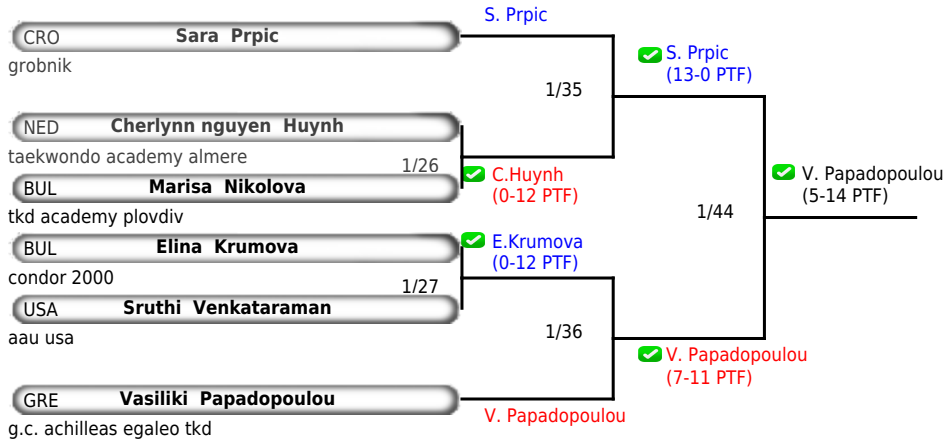 S. Prpic
CRO Sara Prpic
grobnik
S. Prpic
(13-0 PTF)
1/35
NED Cherlynn nguyen Huynh
taekwondo academy almere
1/26
C.Huynh
(0-12 PTF)
BUL Marisa Nikolova
tkd academy plovdiv
V. Papadopoulou
(5-14 PTF)
1/44
BUL Elina Krumova
condor 2000
E.Krumova
(0-12 PTF)
1/27
USA Sruthi Venkataraman
aau usa
1/36
V. Papadopoulou
(7-11 PTF)
GRE Vasiliki Papadopoulou
g.c. achilleas egaleo tkd
V. Papadopoulou